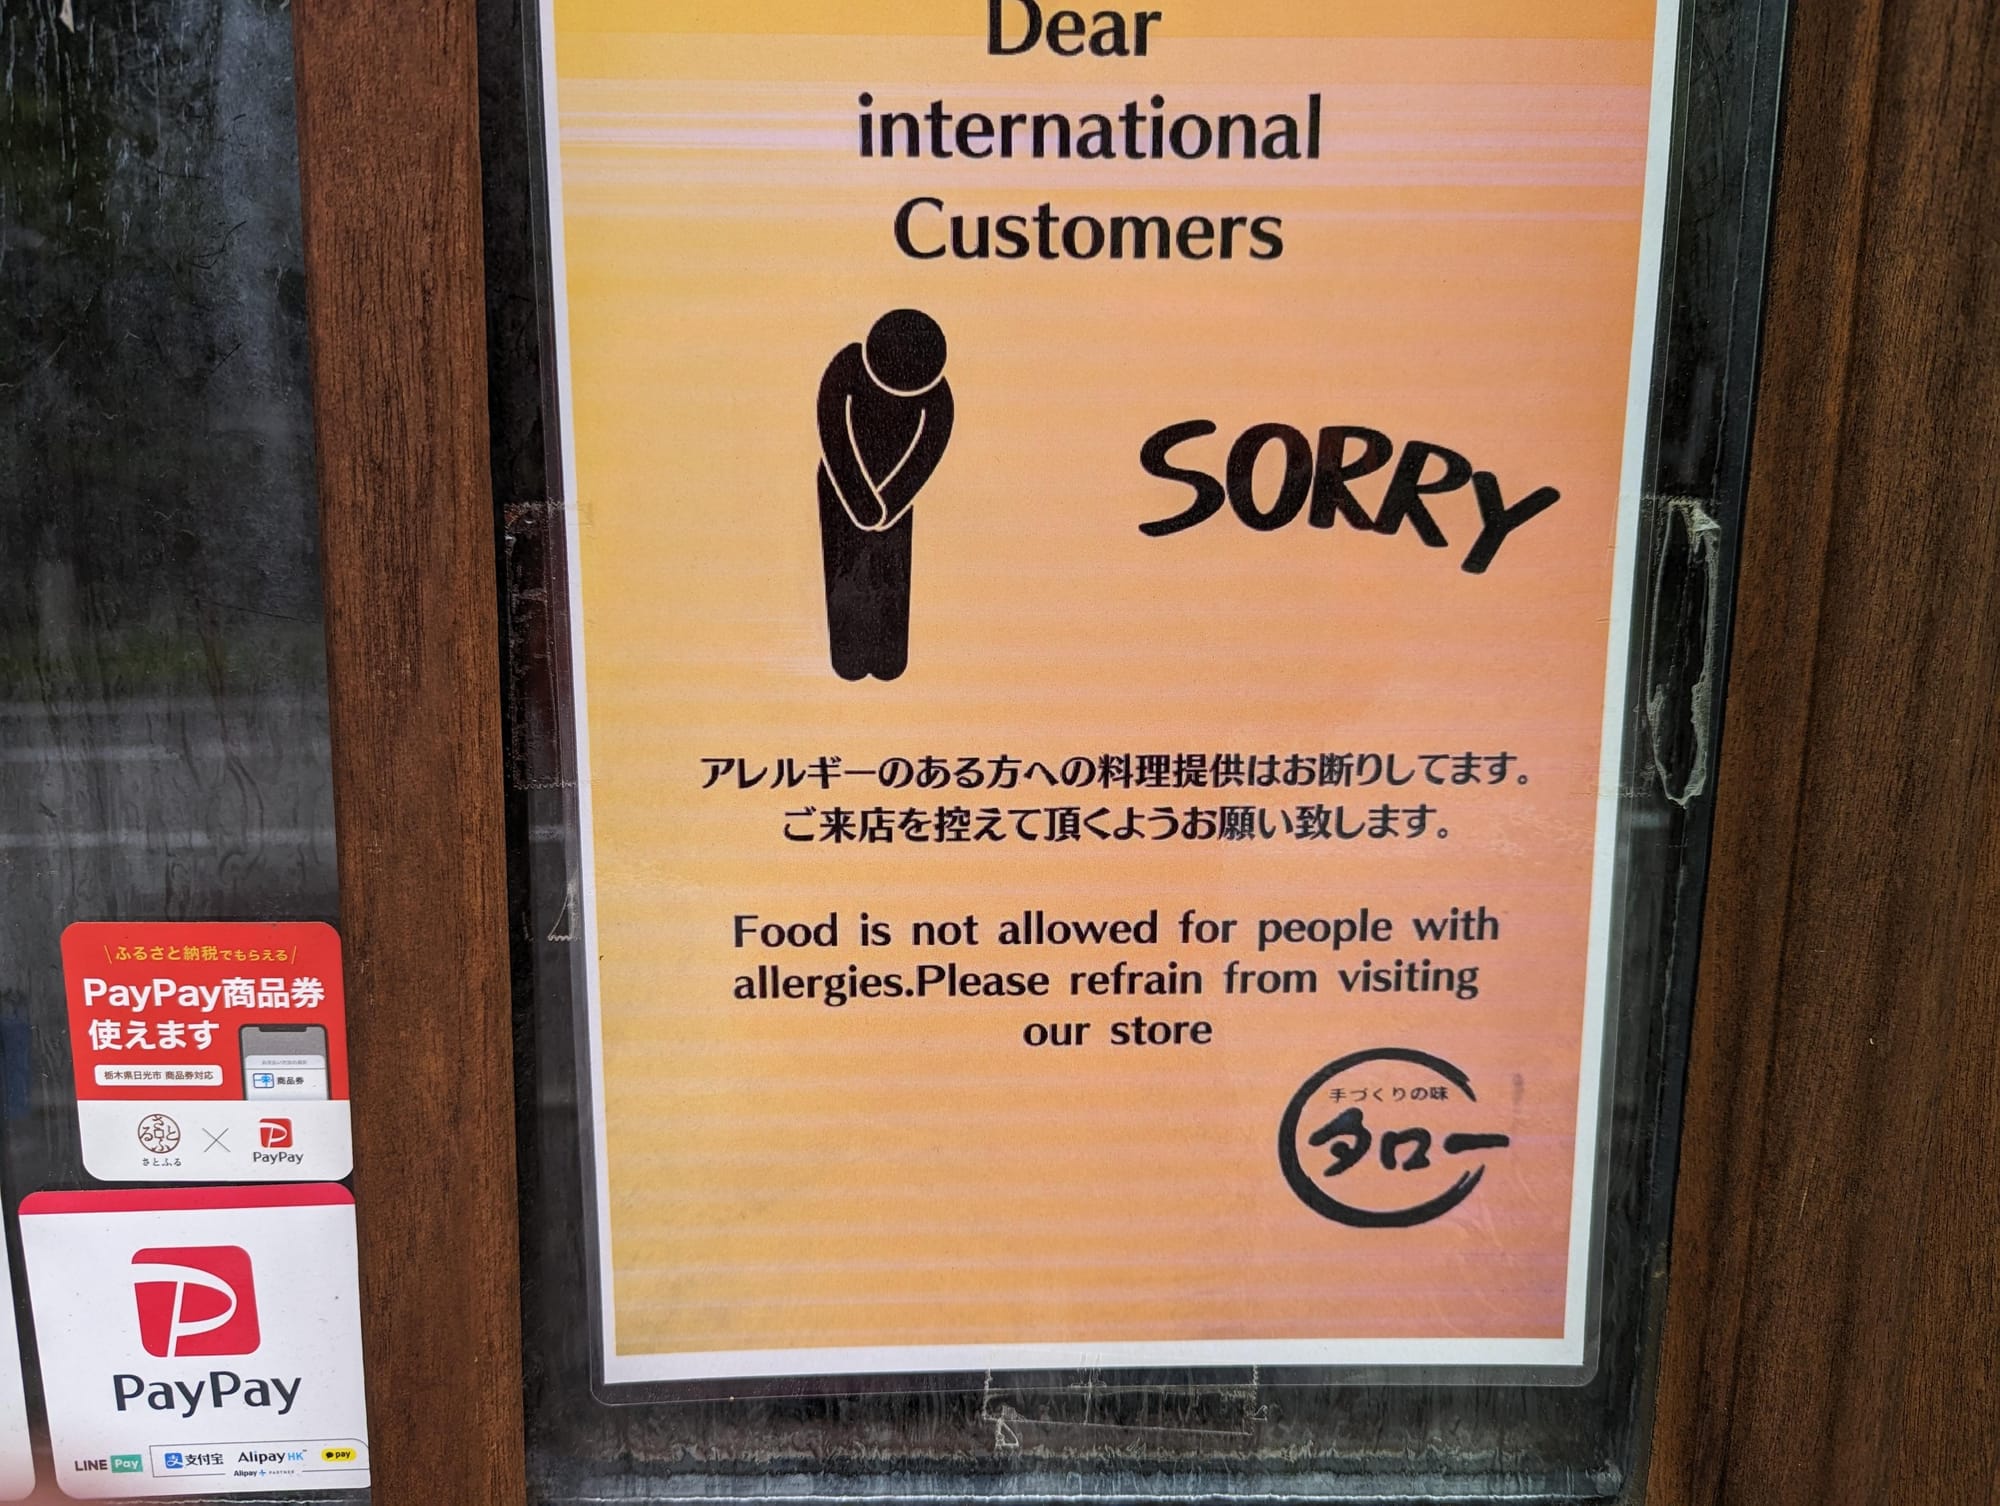 Dear
international
Customers
SORRY
アレルギーのある方への料理提供はお断りしてます。
ご来店を控えて頂くようお願い致します。
Food is not allowed for people with
allergies.Please refrain from visiting
our store
手づくりの味
タロー
ふるさと納税でもらえる
PayPay商品券
使えます
栃木県日光市 商品券対応
商品券
さとふる
さとふる
PayPay
PayPay
LINE Pay
支付宝
Alipay HK
pay
Alipay+ PARTNER